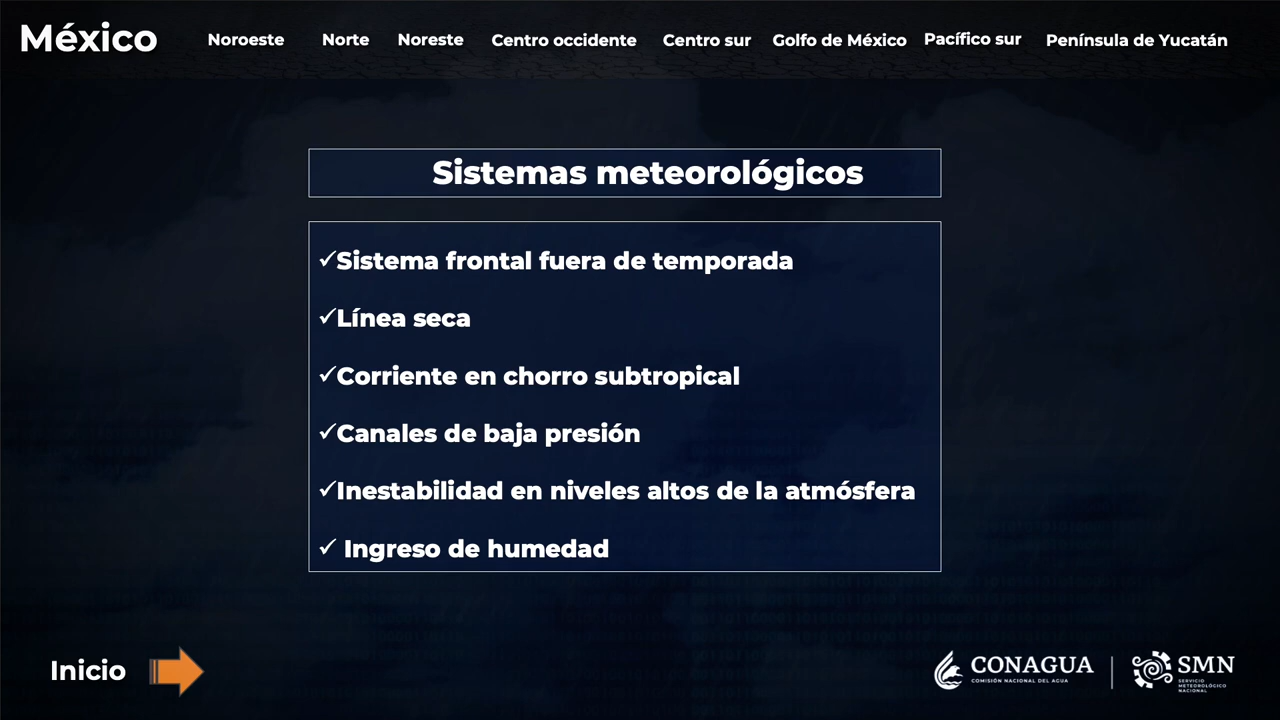 México
Noroeste
Norte
Noreste
Centro occidente
Centro sur
Golfo de México
Pacífico sur
Península de Yucatán
Sistemas meteorológicos
✓Sistema frontal fuera de temporada
✓Línea seca
✓Corriente en chorro subtropical
✓Canales de baja presión
✓Inestabilidad en niveles altos de la atmósfera
✓ Ingreso de humedad
Inicio
CONAGUA
COMISIÓN NACIONAL DEL AGUA
SMN
SERVICIO
METEOROLÓGICO
NACIONAL